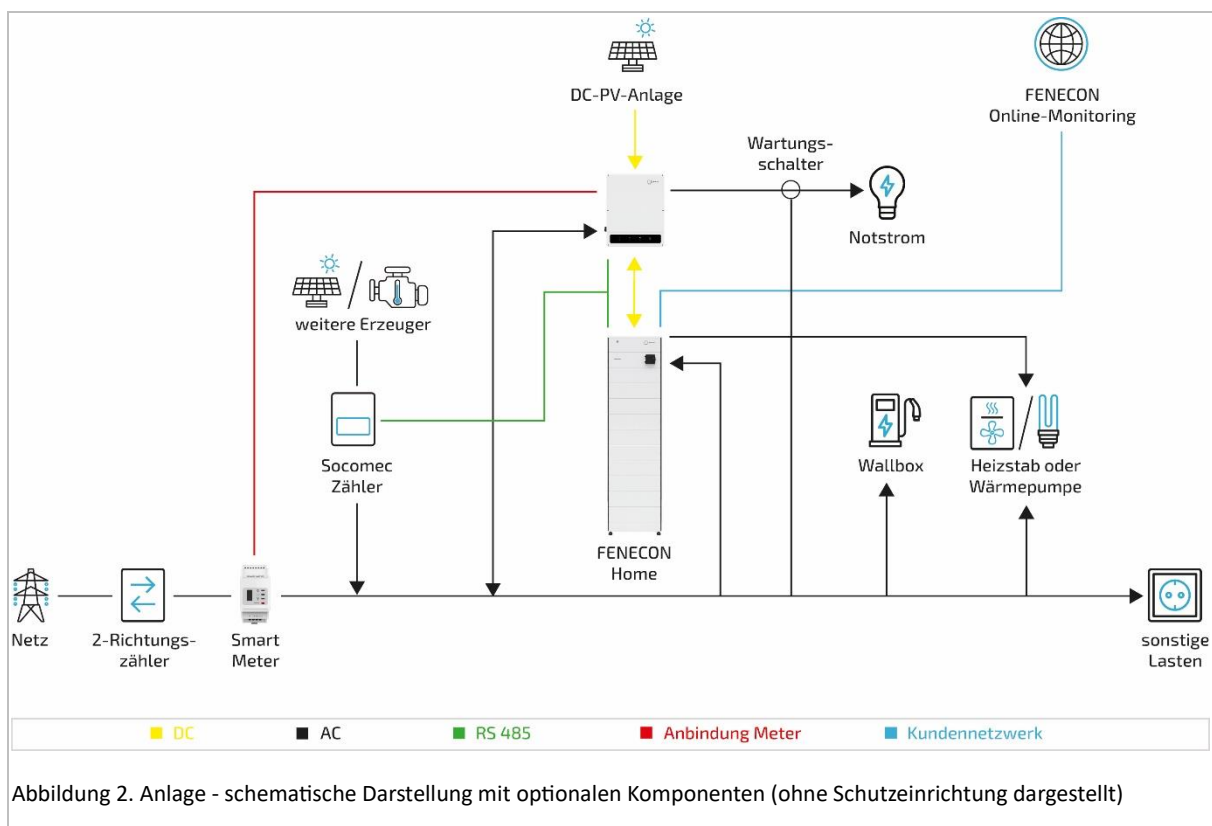 DC-PV-Anlage
FENECON
Online-Monitoring
Wartungs-
schalter
Notstrom
weitere Erzeuger
Socomec
Zähler
Wallbox
Heizstab oder
Wärmepumpe
FENECON
Home
Netz
2-Richtungs-
zähler
Smart
Meter
sonstige
Lasten
DC
AC
RS 485
Anbindung Meter
Kundennetzwerk
Abbildung 2. Anlage - schematische Darstellung mit optionalen Komponenten (ohne Schutzeinrichtung dargestellt)